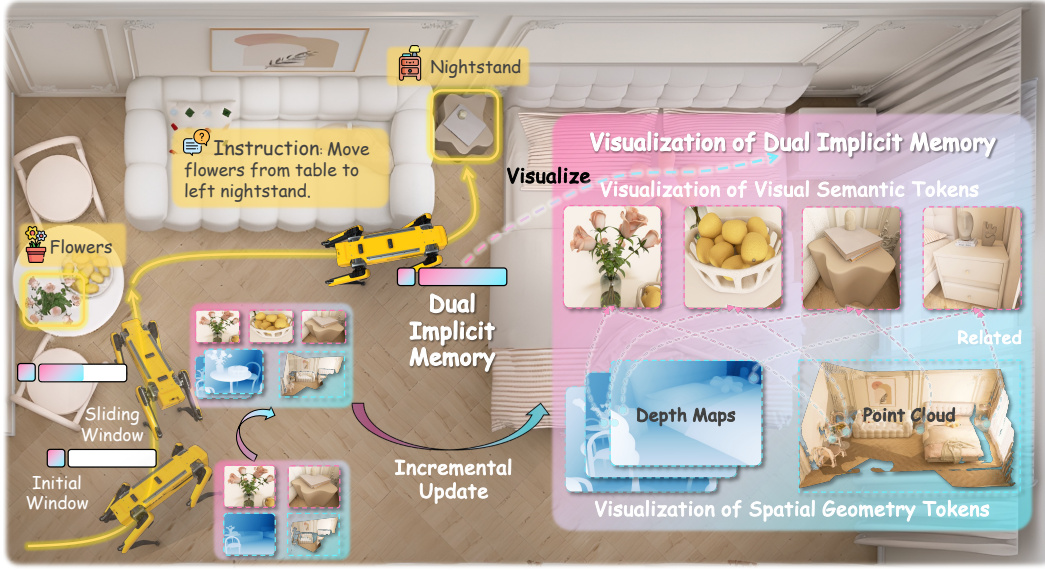 Nightstand
Instruction: Move
flowers from table to
left nightstand.
Flowers
Visualize
Dual
Implicit
Memory
Sliding
Window
Initial
Window
Incremental
Update
Visualization of Dual Implicit Memory
Visualization of Visual Semantic Tokens
Related
Depth Maps
Point Cloud
Visualization of Spatial Geometry Tokens